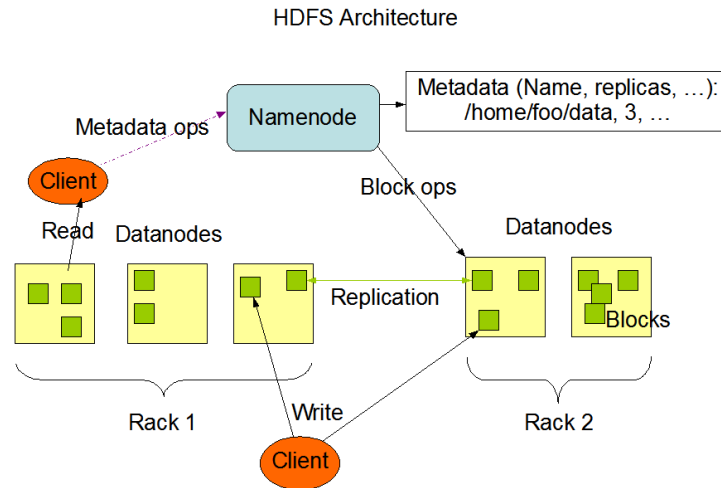 HDFS Architecture
Metadata (Name, replicas, …):
/home/foo/data, 3, …
Namenode
Metadata ops
Client
Block ops
Read
Datanodes
Datanodes
Replication
Blocks
Rack 1
Write
Rack 2
Client